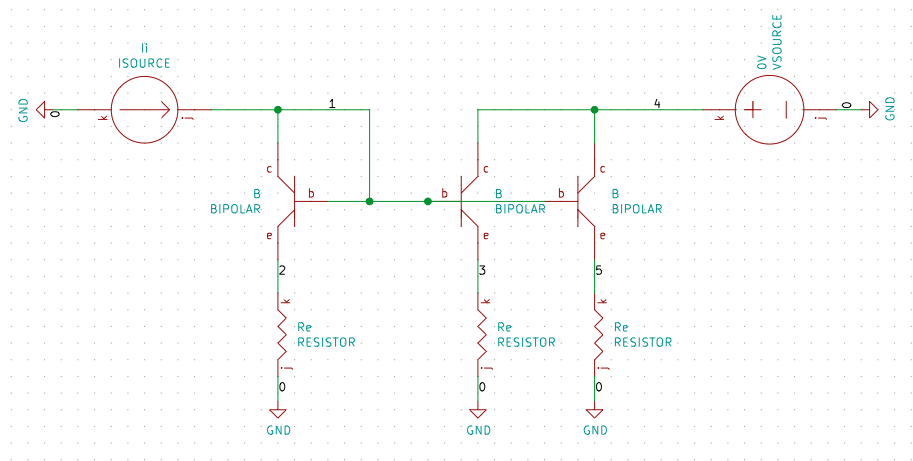 Ii
ISOURCE
0V
VSOURCE
GND
0
k
j
1
4
k
j
0
GND
c
B
BIPOLAR
b
e
c
b
B
BIPOLAR
e
c
b
B
BIPOLAR
e
2
3
5
k
Re
RESISTOR
j
k
Re
RESISTOR
j
k
Re
RESISTOR
j
0
0
0
GND
GND
GND